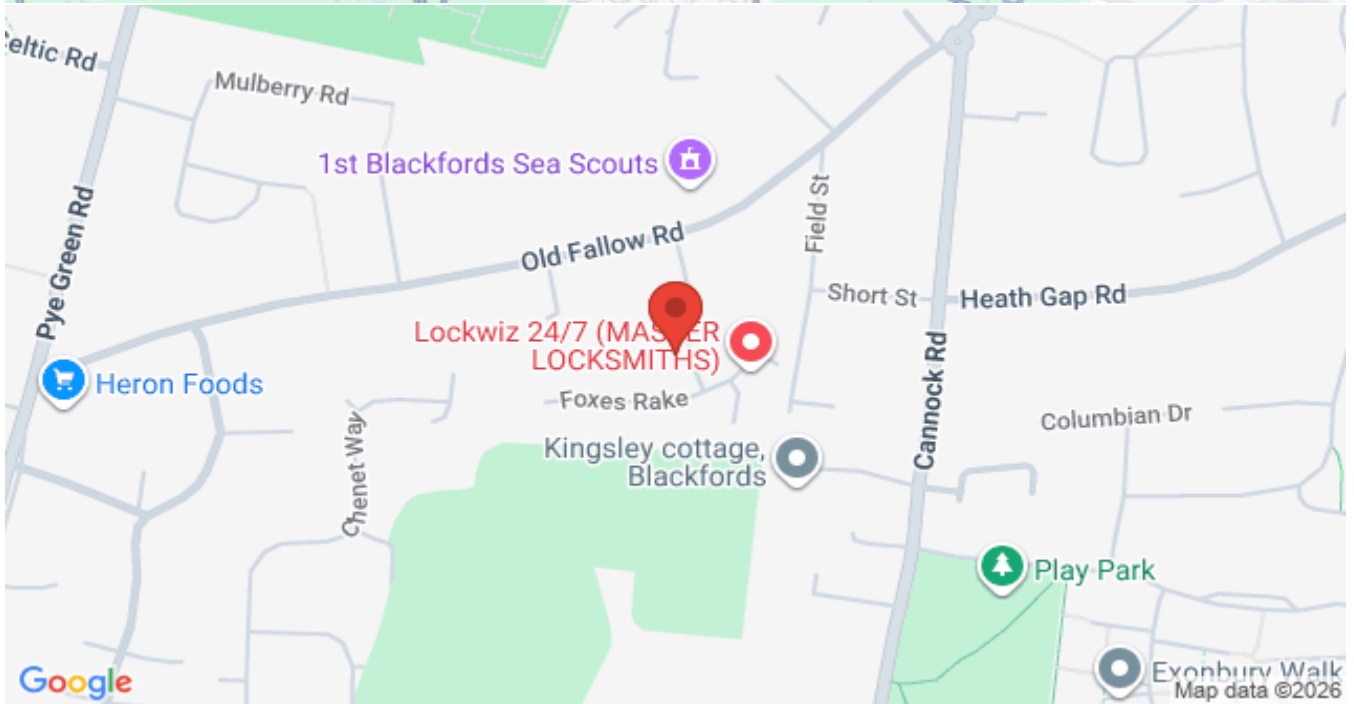 Celtic Rd
Mulberry Rd
1st Blackfords Sea Scouts
Pye Green Rd
Old Fallow Rd
Field St
Short St
Heath Gap Rd
Lockwiz 24/7 (MASTER
LOCKSMITHS)
Heron Foods
Foxes Rake
Cannock Rd
Columbian Dr
Chenet Way
Kingsley cottage,
Blackfords
Play Park
Exonbury Walk
Google
Map data ©2026